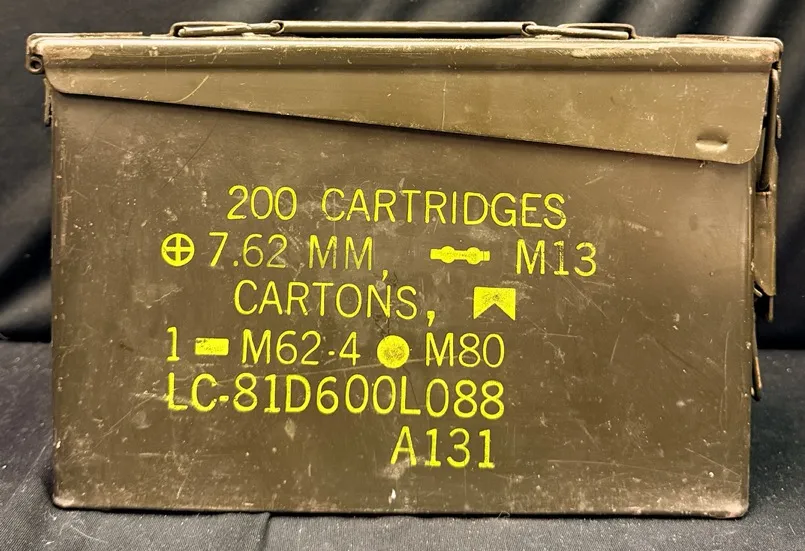 200 CARTRIDGES
⊕ 7.62 MM, M13
CARTONS,
1 M62-4 ● M80
LC-81D600L088
A131